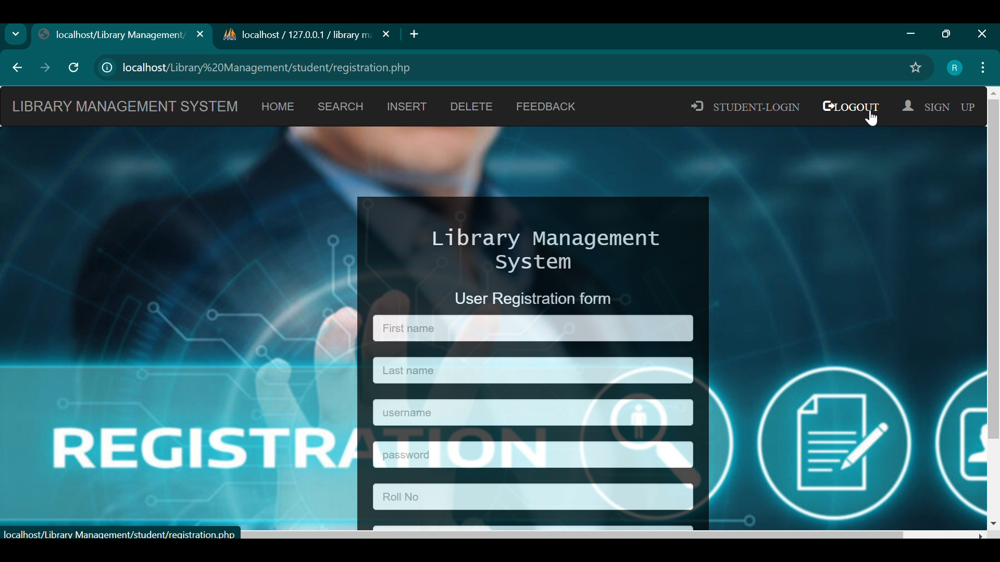 localhost/Library Management/
localhost / 127.0.0.1 / library ma
localhost/Library%20Management/student/registration.php
R
LIBRARY MANAGEMENT SYSTEM HOME SEARCH INSERT DELETE FEEDBACK STUDENT-LOGIN LOGOUT SIGN UP
Library Management
System
User Registration form
First name
Last name
username
password
REGISTRATION
Roll No
localhost/Library Management/student/registration.php